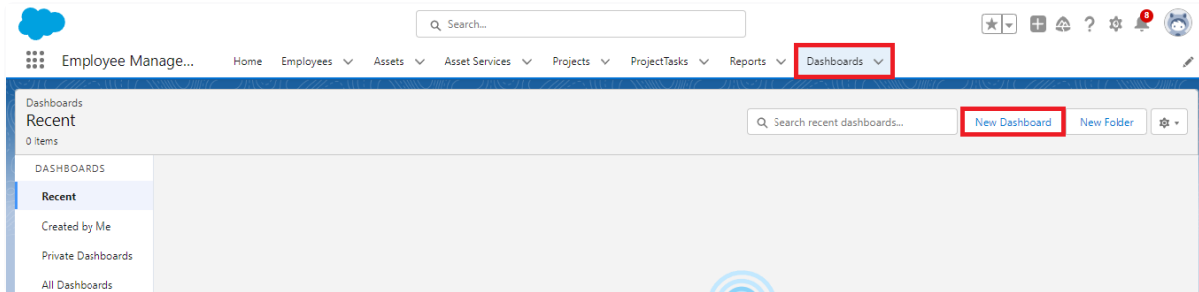 Search...
8
Employee Manage... Home Employees Assets Asset Services Projects ProjectTasks Reports Dashboards
Dashboards
Recent
0 items
Search recent dashboards... New Dashboard New Folder
DASHBOARDS
Recent
Created by Me
Private Dashboards
All Dashboards